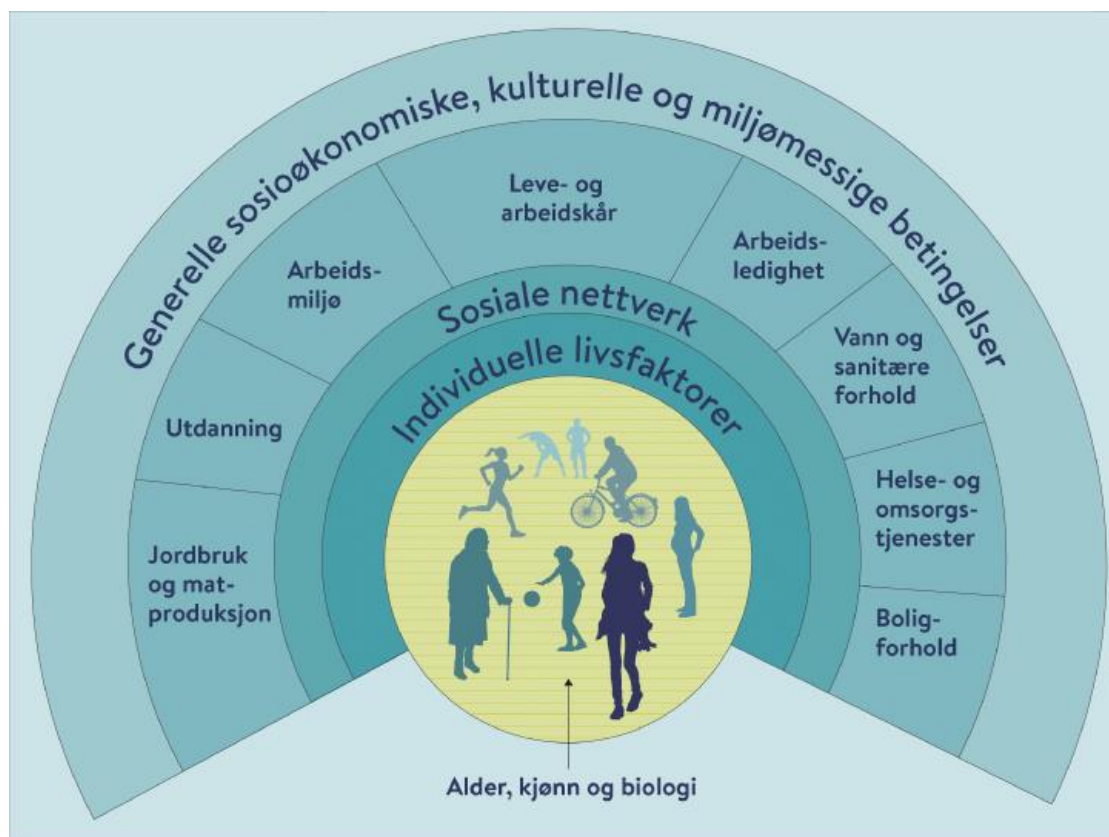 Generelle sosioøkonomiske, kulturelle og miljømessige betingelser
Leve- og
arbeidskår
Arbeids-
miljø
Arbeids-
ledighet
Sosiale nettverk
Individuelle livsfaktorer
Utdanning
Vann og
sanitære
forhold
Jordbruk
og mat-
produksjon
Helse- og
omsorgs-
tjenester
Bolig-
forhold
Alder, kjønn og biologi